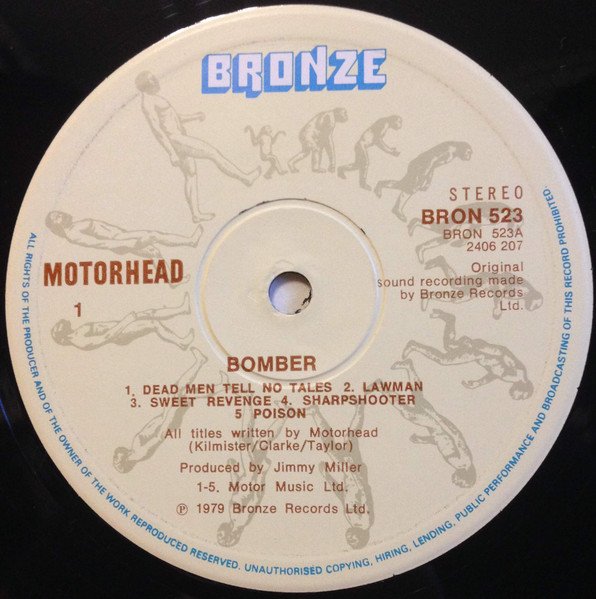 BRONZE
STEREO
BRON 523
BRON 523A
2406 207
MOTORHEAD
1
Original
sound recording made
by Bronze Records
Ltd.
BOMBER
1. DEAD MEN TELL NO TALES 2. LAWMAN
3. SWEET REVENGE 4. SHARPSHOOTER
5 POISON
All titles written by Motorhead
(Kilmister/Clarke/Taylor)
Produced by Jimmy Miller
1-5. Motor Music Ltd.
℗ 1979 Bronze Records Ltd.
ALL RIGHTS OF THE PRODUCER AND OF THE OWNER OF THE WORK REPRODUCED RESERVED. UNAUTHORISED COPYING, HIRING, LENDING, PUBLIC PERFORMANCE AND BROADCASTING OF THIS RECORD PROHIBITED